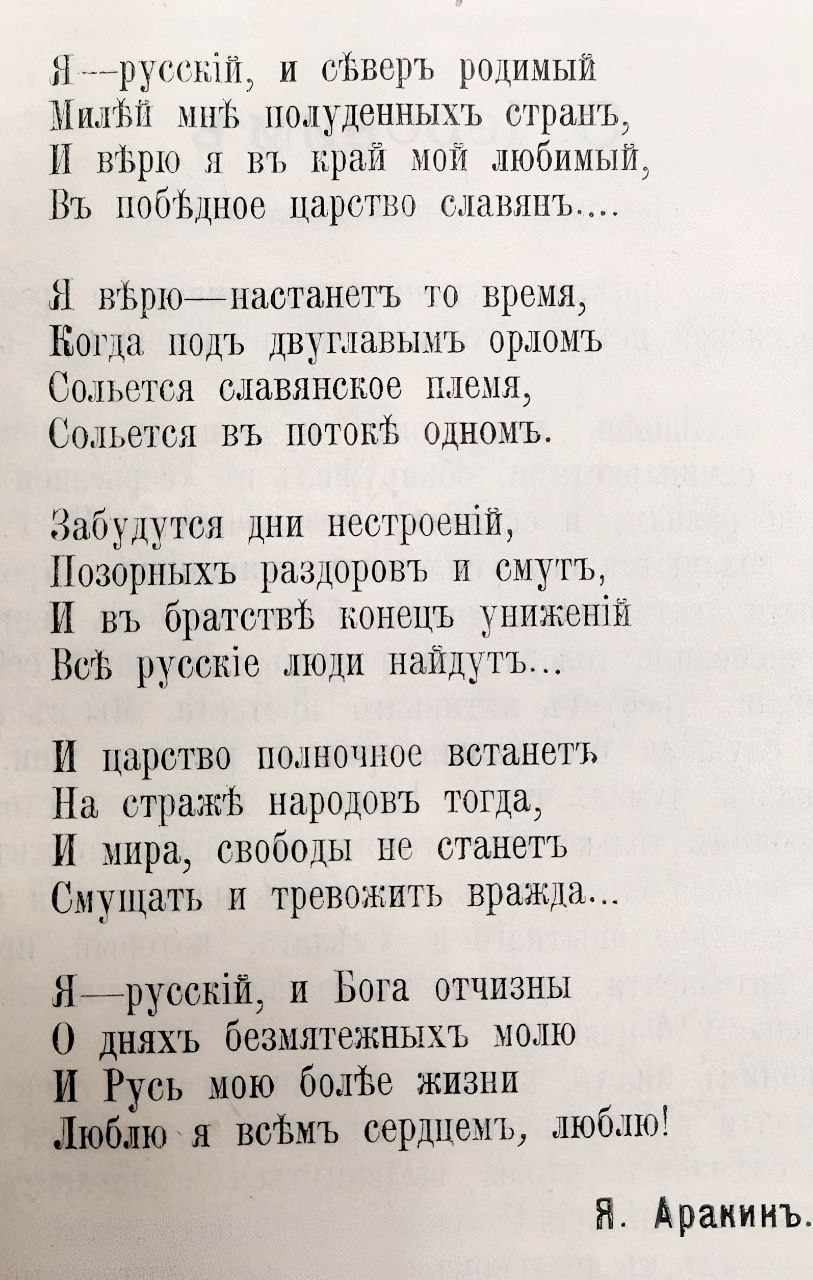 Я—русскій, и сѣверъ родимый
Милѣй мнѣ полуденныхъ странъ,
И вѣрю я въ край мой любимый,
Въ побѣдное царство славянъ....
Я вѣрю—настанетъ то время,
Когда подъ двуглавымъ орломъ
Сольется славянское племя,
Сольется въ потокѣ одномъ.
Забудутся дни нестроеній,
Позорныхъ раздоровъ и смутъ,
И въ братствѣ конецъ униженій
Всѣ русскіе люди найдутъ...
И царство полночное встанетъ
На стражѣ народовъ тогда,
И мира, свободы не станетъ
Смущать и тревожить вражда...
Я—русскій, и Бога отчизны
О дняхъ безмятежныхъ молю
И Русь мою болѣе жизни
Люблю я всѣмъ сердцемъ, люблю!
Я. Аракинъ.